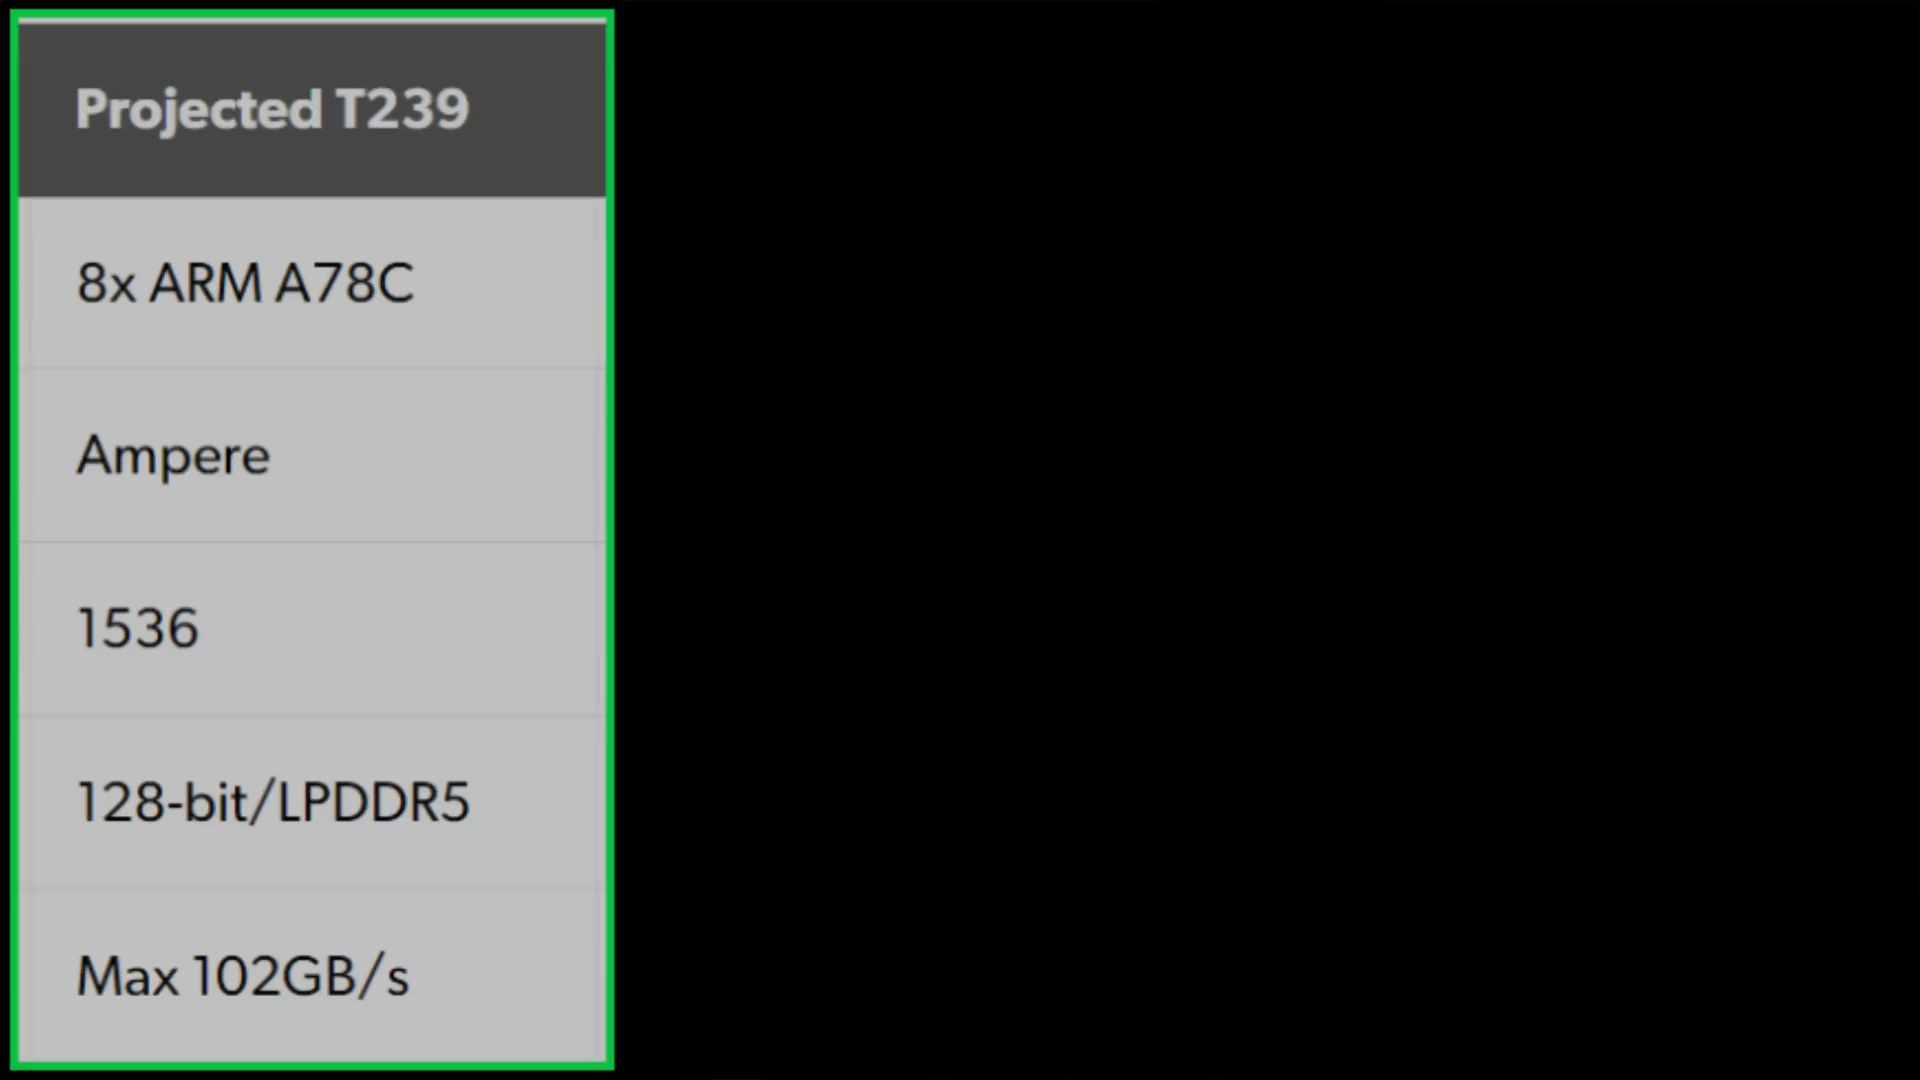 Projected T239
8x ARM A78C
Ampere
1536
128-bit/LPDDR5
Max 102GB/s